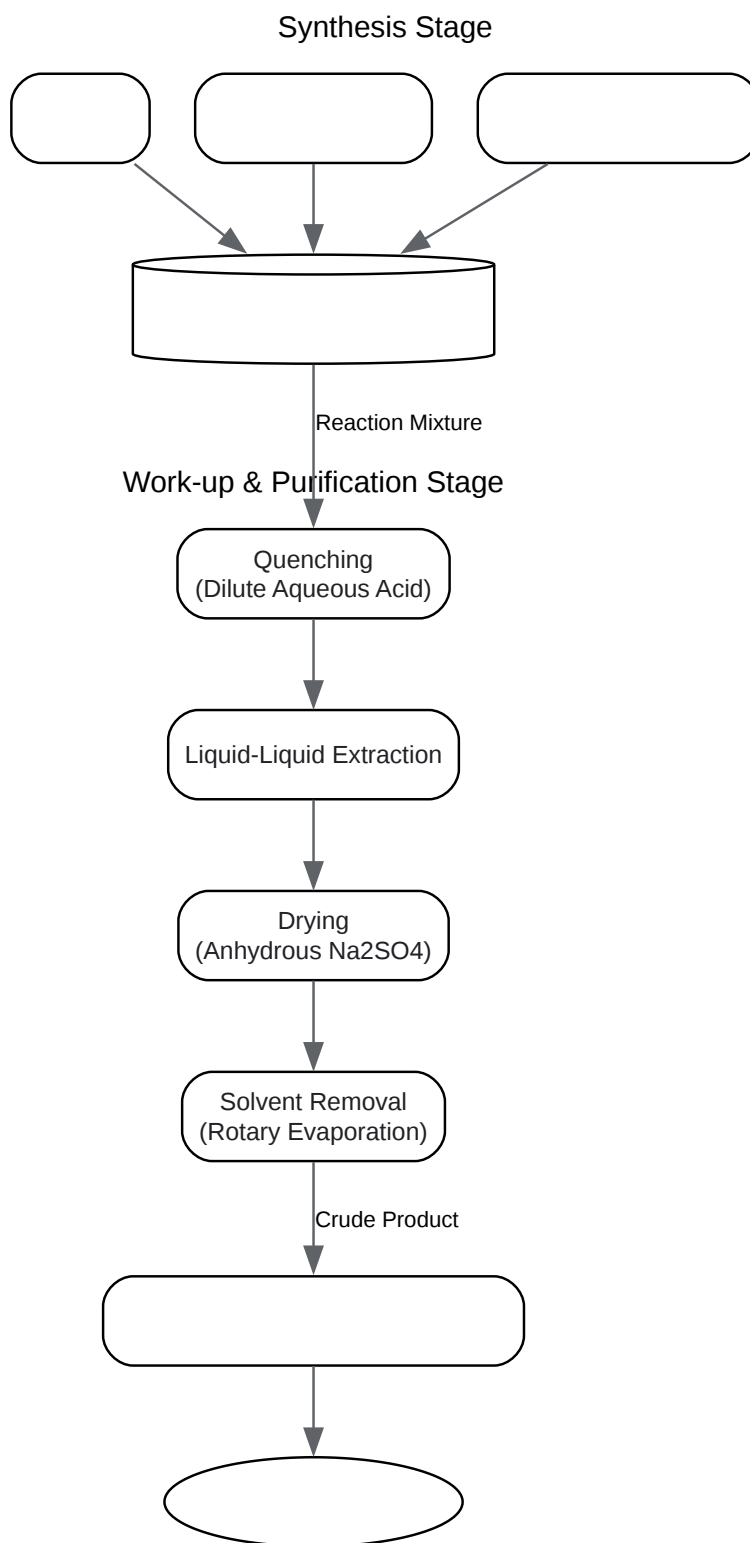 Synthesis Stage
Reaction Mixture
Work-up & Purification Stage
Quenching
(Dilute Aqueous Acid)
Liquid-Liquid Extraction
Drying
(Anhydrous Na2SO4)
Solvent Removal
(Rotary Evaporation)
Crude Product